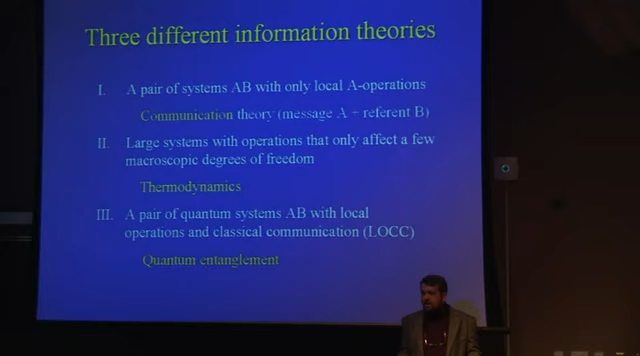 Three different information theories
I. A pair of systems AB with only local A-operations
Communication theory (message A + referent B)
II. Large systems with operations that only affect a few
macroscopic degrees of freedom
Thermodynamics
III. A pair of quantum systems AB with local
operations and classical communication (LOCC)
Quantum entanglement